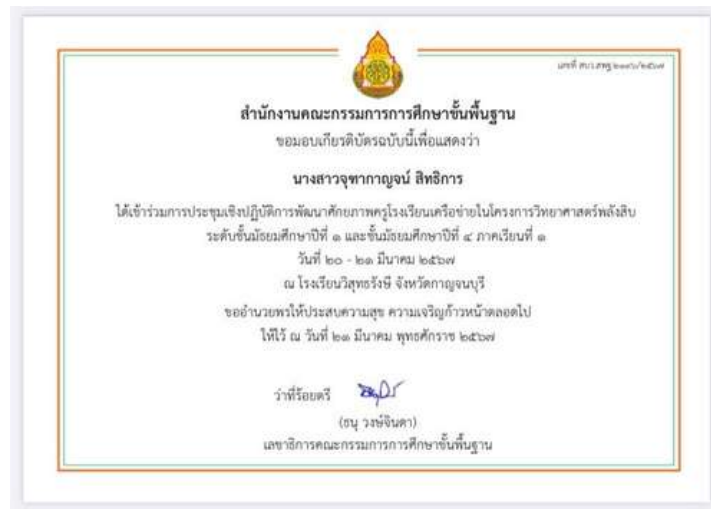 เลขที่ สบว.สพฐ
สำนักงานคณะกรรมการการศึกษาขั้นพื้นฐาน
ขอมอบเกียรติบัตรฉบับนี้เพื่อแสดงว่า
นางสาวจุฑากาญจน์ สิทธิการ
ได้เข้าร่วมการประชุมเชิงปฏิบัติการพัฒนาศักยภาพครูโรงเรียนเครือข่ายในโครงการวิทยาศาสตร์พลังสิบ
ระดับชั้นมัธยมศึกษาปีที่ ๑ และชั้นมัธยมศึกษาปีที่ ๔ ภาคเรียนที่ ๑
วันที่ ๒๐ - ๒๑ มีนาคม ๒๕๖๗
ณ โรงเรียนวิสุทธรังษี จังหวัดกาญจนบุรี
ขออำนวยพรให้ประสบความสุข ความเจริญก้าวหน้าตลอดไป
ให้ไว้ ณ วันที่ ๒๑ มีนาคม พุทธศักราช ๒๕๖๗
ว่าที่ร้อยตรี
(ธนุ วงษ์จินดา)
เลขาธิการคณะกรรมการการศึกษาขั้นพื้นฐาน